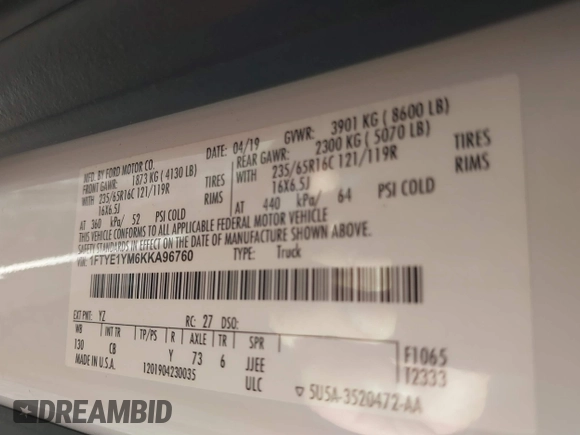 MFD. BY FORD MOTOR CO.
DATE: 04/19 GVWR: 3901 KG ( 8600 LB)
FRONT GAWR: 1873 KG ( 4130 LB) REAR GAWR: 2300 KG ( 5070 LB)
WITH 235/65R16C 121/119R TIRES WITH 235/65R16C 121/119R TIRES
16X6.5J RIMS 16X6.5J RIMS
AT 360 kPa/ 52 PSI COLD AT 440 kPa/ 64 PSI COLD
THIS VEHICLE CONFORMS TO ALL APPLICABLE FEDERAL MOTOR VEHICLE
SAFETY STANDARDS IN EFFECT ON THE DATE OF MANUFACTURE SHOWN ABOVE.
VIN: 1FTYE1YM6KKA96760 TYPE: Truck
EXT PNT: YZ RC: 27 DSO:
WB INT TR TP/PS R AXLE TR SPR
130 CB Y 73 6 JJEE F1065
MADE IN U.S.A. 1201904230035 ULC 12333
▽ 5U5A-3520472-AA
DREAMBID